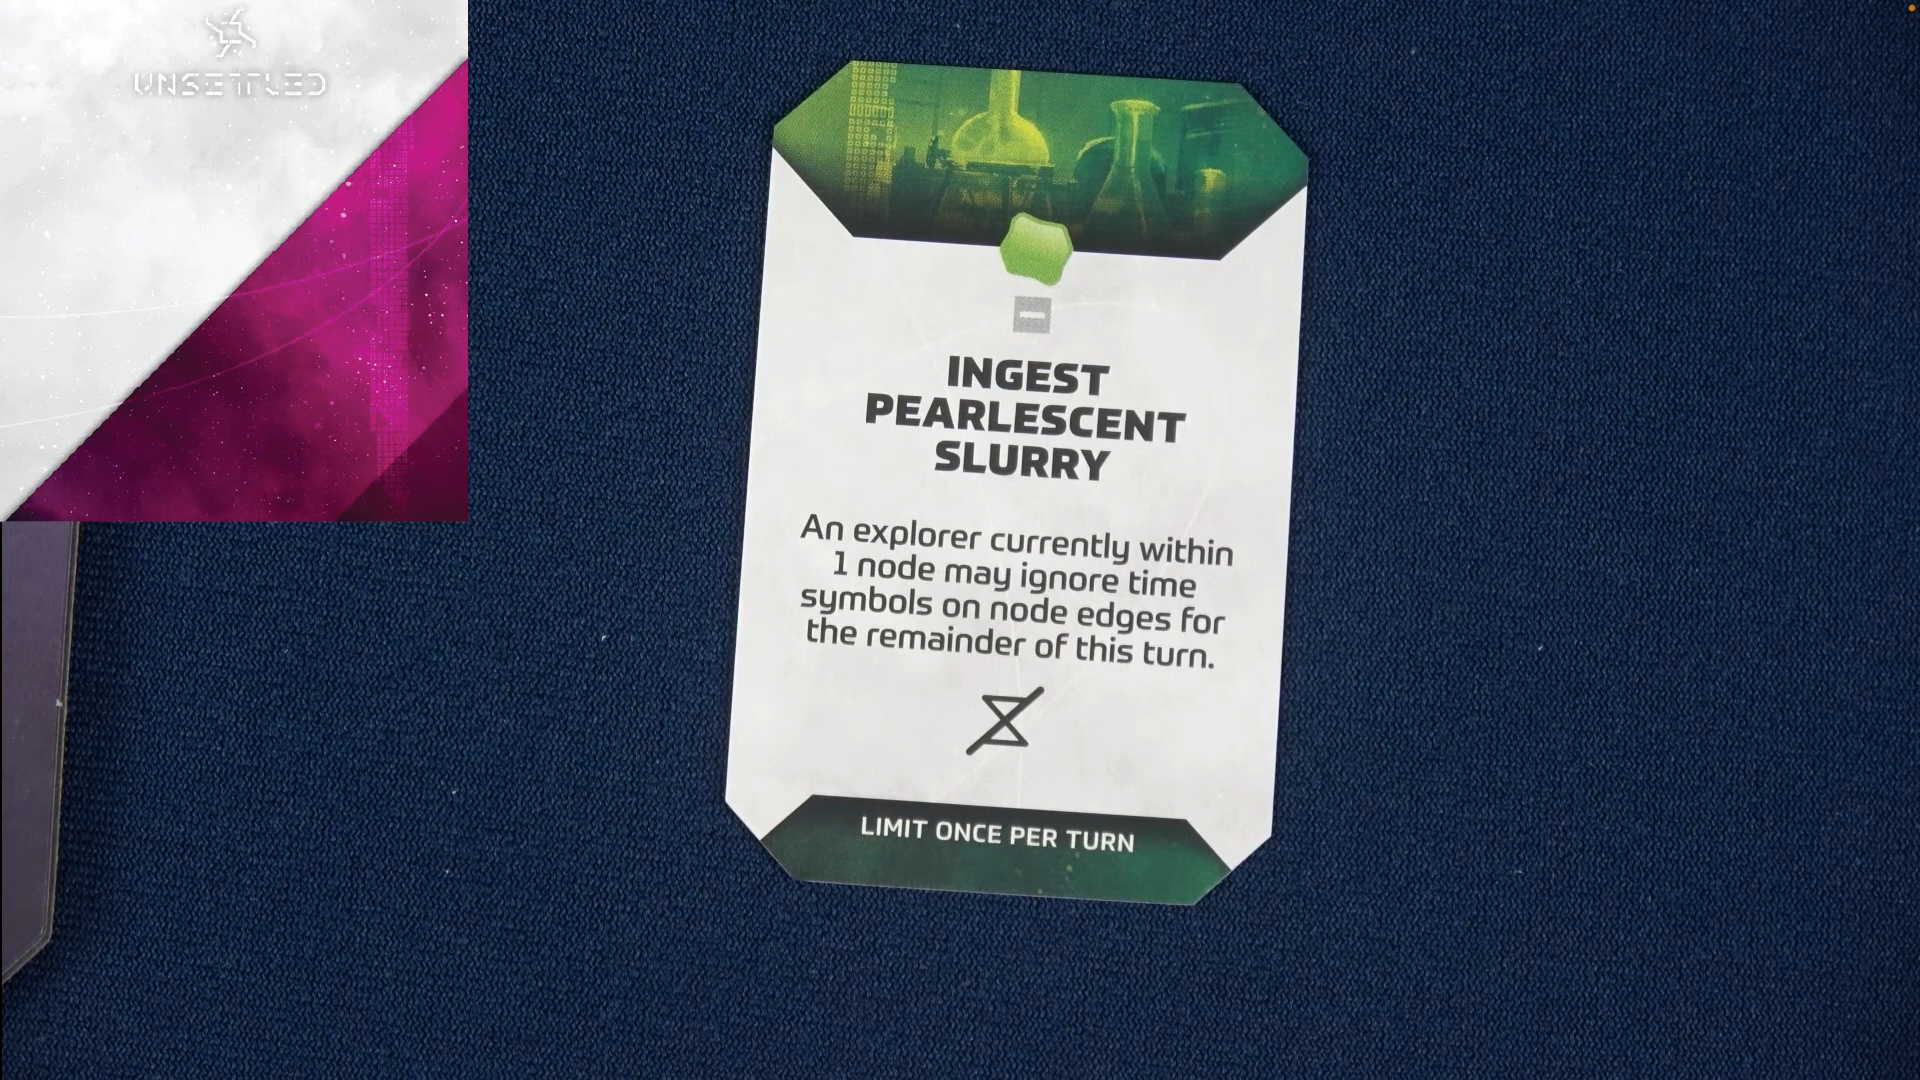 UNSETTLED
INGEST
PEARLESCENT
SLURRY
An explorer currently within
1 node may ignore time
symbols on node edges for
the remainder of this turn.
LIMIT ONCE PER TURN